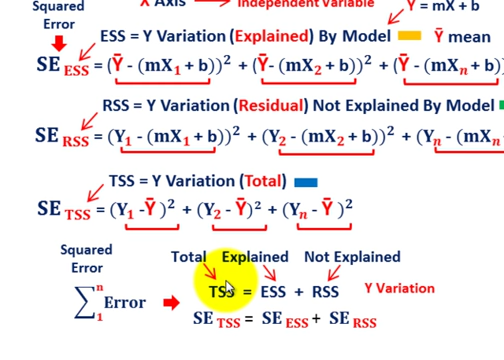 X Axis → Independent Variable
Squared Error
Y = mX + b
ESS = Y Variation (Explained) By Model
Ȳ mean
SE ESS = (Ȳ - (mX₁ + b))² + (Ȳ - (mX₂ + b))² + (Ȳ - (mXₙ + b)
RSS = Y Variation (Residual) Not Explained By Model
SE RSS = (Y₁ - (mX₁ + b))² + (Y₂ - (mX₂ + b))² + (Yₙ - (mXₙ
TSS = Y Variation (Total)
SE TSS = (Y₁ - Ȳ)² + (Y₂ - Ȳ)² + (Yₙ - Ȳ)²
Squared Error
Total Explained Not Explained
∑ⁿ₁ Error
TSS = ESS + RSS
Y Variation
SE TSS = SE ESS + SE RSS